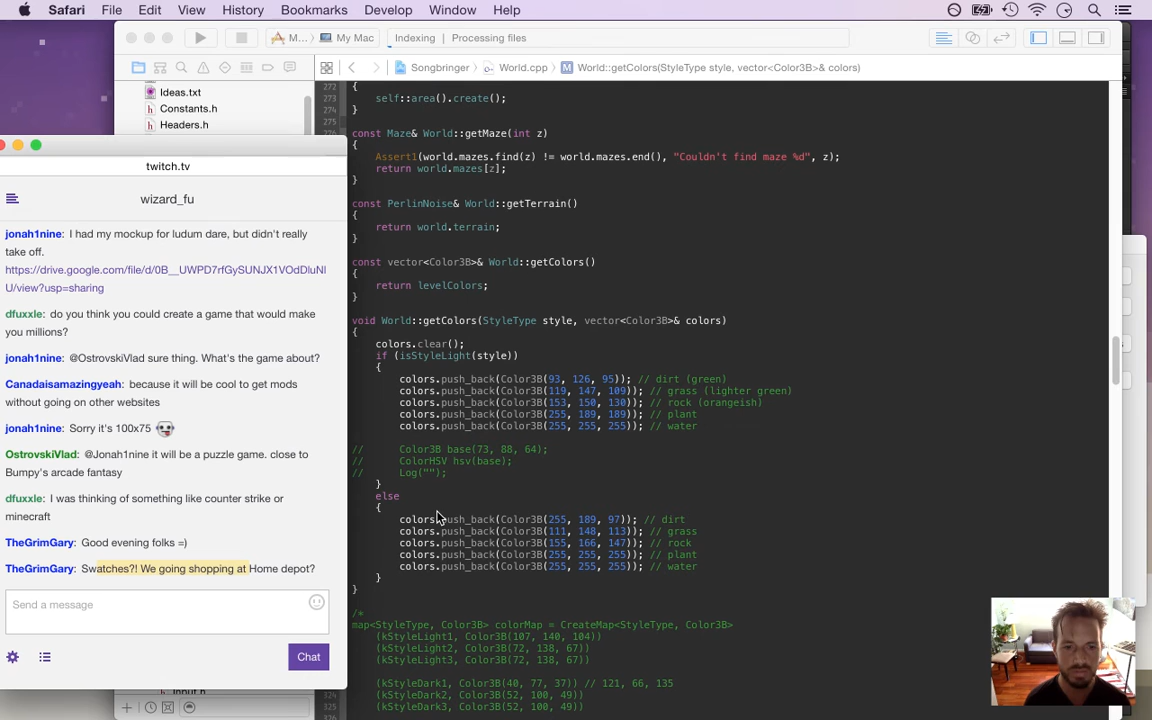 Safari File Edit View History Bookmarks Develop Window Help
M... My Mac Indexing | Processing files
Songbringer World.cpp M World::getColors(StyleType style, vector<Color3B>& colors)
Ideas.txt
Constants.h
Headers.h
twitch.tv
wizard_fu
jonah1nine: I had my mockup for ludum dare, but didn't really
take off.
https://drive.google.com/file/d/0B__UWPD7rfGySUNJX1VOdDluNl
U/view?usp=sharing
dfuxxle: do you think you could create a game that would make
you millions?
jonah1nine: @OstrovskiVlad sure thing. What's the game about?
Canadaisamazingyeah: because it will be cool to get mods
without going on other websites
jonah1nine: Sorry it's 100x75
OstrovskiVlad: @Jonah1nine it will be a puzzle game. close to
Bumpy's arcade fantasy
dfuxxle: I was thinking of something like counter strike or
minecraft
TheGrimGary: Good evening folks =)
TheGrimGary: Swatches?! We going shopping at Home depot?
Send a message
Chat
272 {
273 self::area().create();
274 }
275
const Maze& World::getMaze(int z)
{
Assert1(world.mazes.find(z) != world.mazes.end(), "Couldn't find maze %d", z);
return world.mazes[z];
}
const PerlinNoise& World::getTerrain()
{
return world.terrain;
}
const vector<Color3B>& World::getColors()
{
return levelColors;
}
void World::getColors(StyleType style, vector<Color3B>& colors)
{
colors.clear();
if (isStyleLight(style))
{
colors.push_back(Color3B(93, 126, 95)); // dirt (green)
colors.push_back(Color3B(119, 147, 109)); // grass (lighter green)
colors.push_back(Color3B(153, 150, 130)); // rock (orangeish)
colors.push_back(Color3B(255, 189, 189)); // plant
colors.push_back(Color3B(255, 255, 255)); // water
// Color3B base(73, 88, 64);
// ColorHSV hsv(base);
// Log("");
}
else
{
colors.push_back(Color3B(255, 189, 97)); // dirt
colors.push_back(Color3B(111, 148, 113)); // grass
colors.push_back(Color3B(155, 166, 147)); // rock
colors.push_back(Color3B(255, 255, 255)); // plant
colors.push_back(Color3B(255, 255, 255)); // water
}
}
/*
map<StyleType, Color3B> colorMap = CreateMap<StyleType, Color3B>
(kStyleLight1, Color3B(107, 140, 104))
(kStyleLight2, Color3B(72, 138, 67))
(kStyleLight3, Color3B(72, 138, 67))
(kStyleDark1, Color3B(40, 77, 37)) // 121, 66, 135
324 (kStyleDark2, Color3B(52, 100, 49))
325 (kStyleDark3, Color3B(52, 100, 49))
Input.h